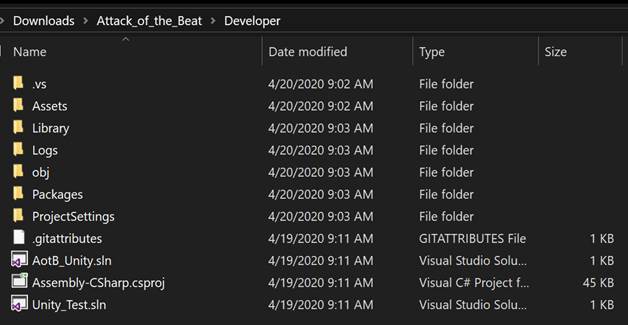 Downloads > Attack_of_the_Beat > Developer
Name Date modified Type Size
.vs 4/20/2020 9:02 AM File folder
Assets 4/20/2020 9:02 AM File folder
Library 4/20/2020 9:03 AM File folder
Logs 4/20/2020 9:03 AM File folder
obj 4/20/2020 9:03 AM File folder
Packages 4/20/2020 9:03 AM File folder
ProjectSettings 4/20/2020 9:03 AM File folder
.gitattributes 4/19/2020 9:11 AM GITATTRIBUTES File 1 KB
AotB_Unity.sln 4/19/2020 9:11 AM Visual Studio Solu... 1 KB
Assembly-CSharp.csproj 4/19/2020 9:11 AM Visual C# Project f... 45 KB
Unity_Test.sln 4/19/2020 9:11 AM Visual Studio Solu... 1 KB